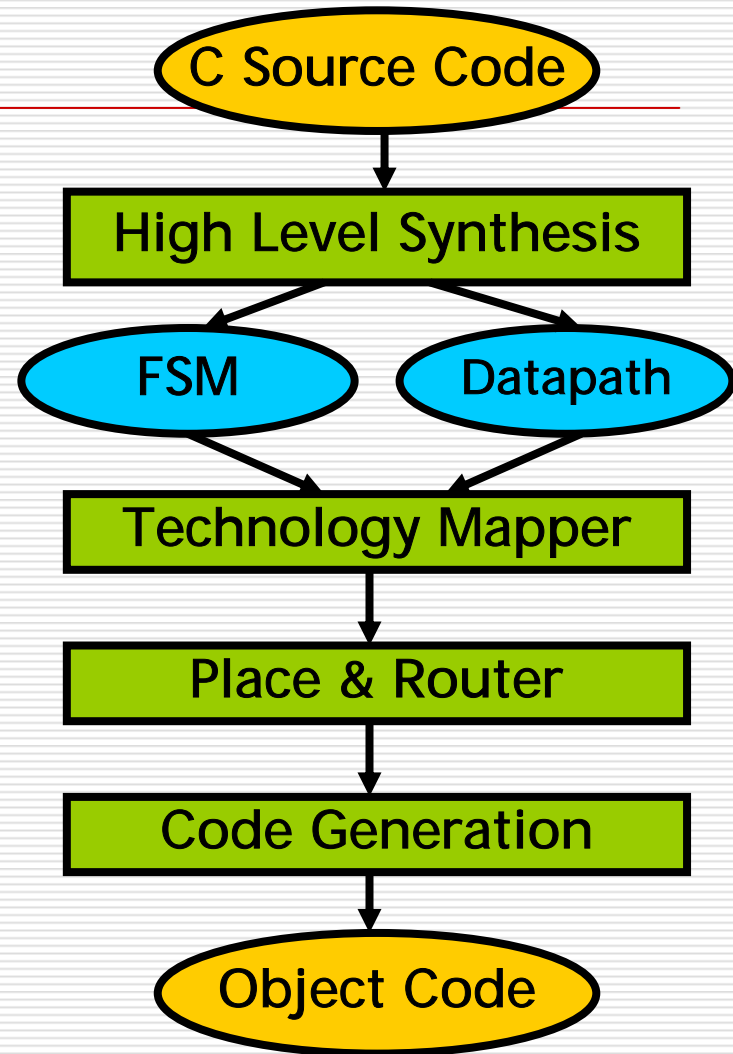 C Source Code
High Level Synthesis
FSM
Datapath
Technology Mapper
Place & Router
Code Generation
Object Code